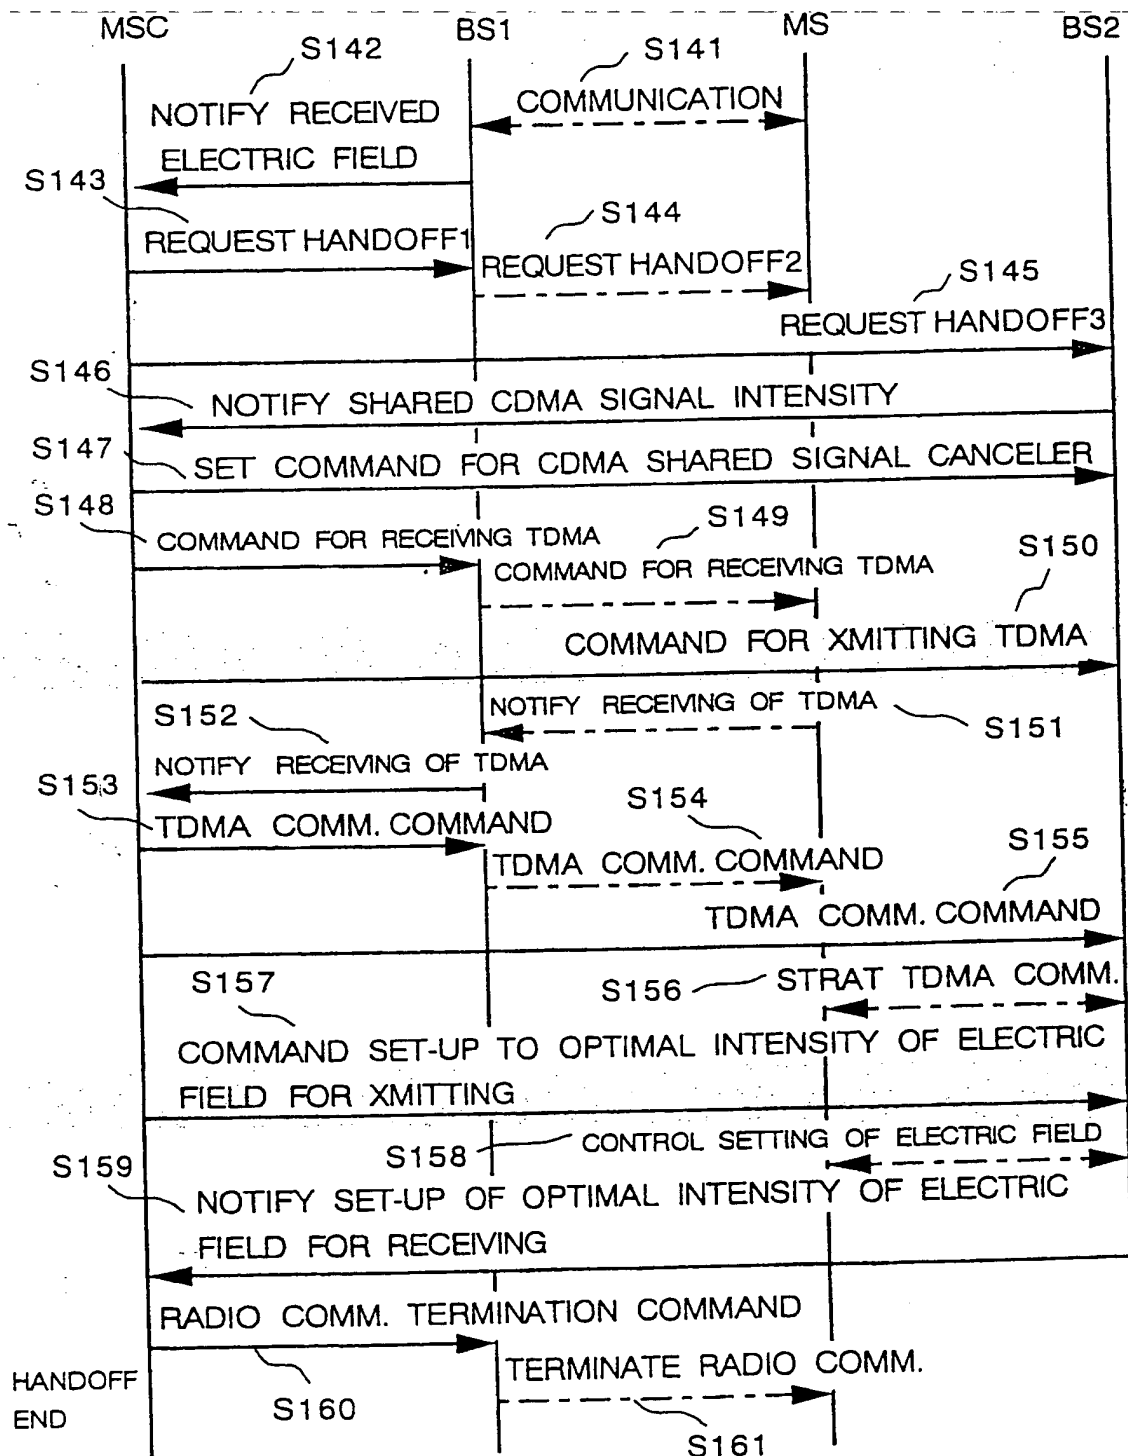 MSC BS1 MS BS2
S142 S141
COMMUNICATION
NOTIFY RECEIVED
ELECTRIC FIELD
S143
S144
REQUEST HANDOFF1
REQUEST HANDOFF2
S145
REQUEST HANDOFF3
S146
NOTIFY SHARED CDMA SIGNAL INTENSITY
S147
SET COMMAND FOR CDMA SHARED SIGNAL CANCELER
S148
S149
COMMAND FOR RECEIVING TDMA
S150
COMMAND FOR RECEIVING TDMA
COMMAND FOR XMITTING TDMA
S152
NOTIFY RECEIVING OF TDMA
S151
NOTIFY RECEIVING OF TDMA
S153
S154
TDMA COMM. COMMAND
S155
TDMA COMM. COMMAND
TDMA COMM. COMMAND
S157
S156
STRAT TDMA COMM.
COMMAND SET-UP TO OPTIMAL INTENSITY OF ELECTRIC
FIELD FOR XMITTING
S158
CONTROL SETTING OF ELECTRIC FIELD
S159
NOTIFY SET-UP OF OPTIMAL INTENSITY OF ELECTRIC
FIELD FOR RECEIVING
RADIO COMM. TERMINATION COMMAND
TERMINATE RADIO COMM.
HANDOFF
END
S160
S161